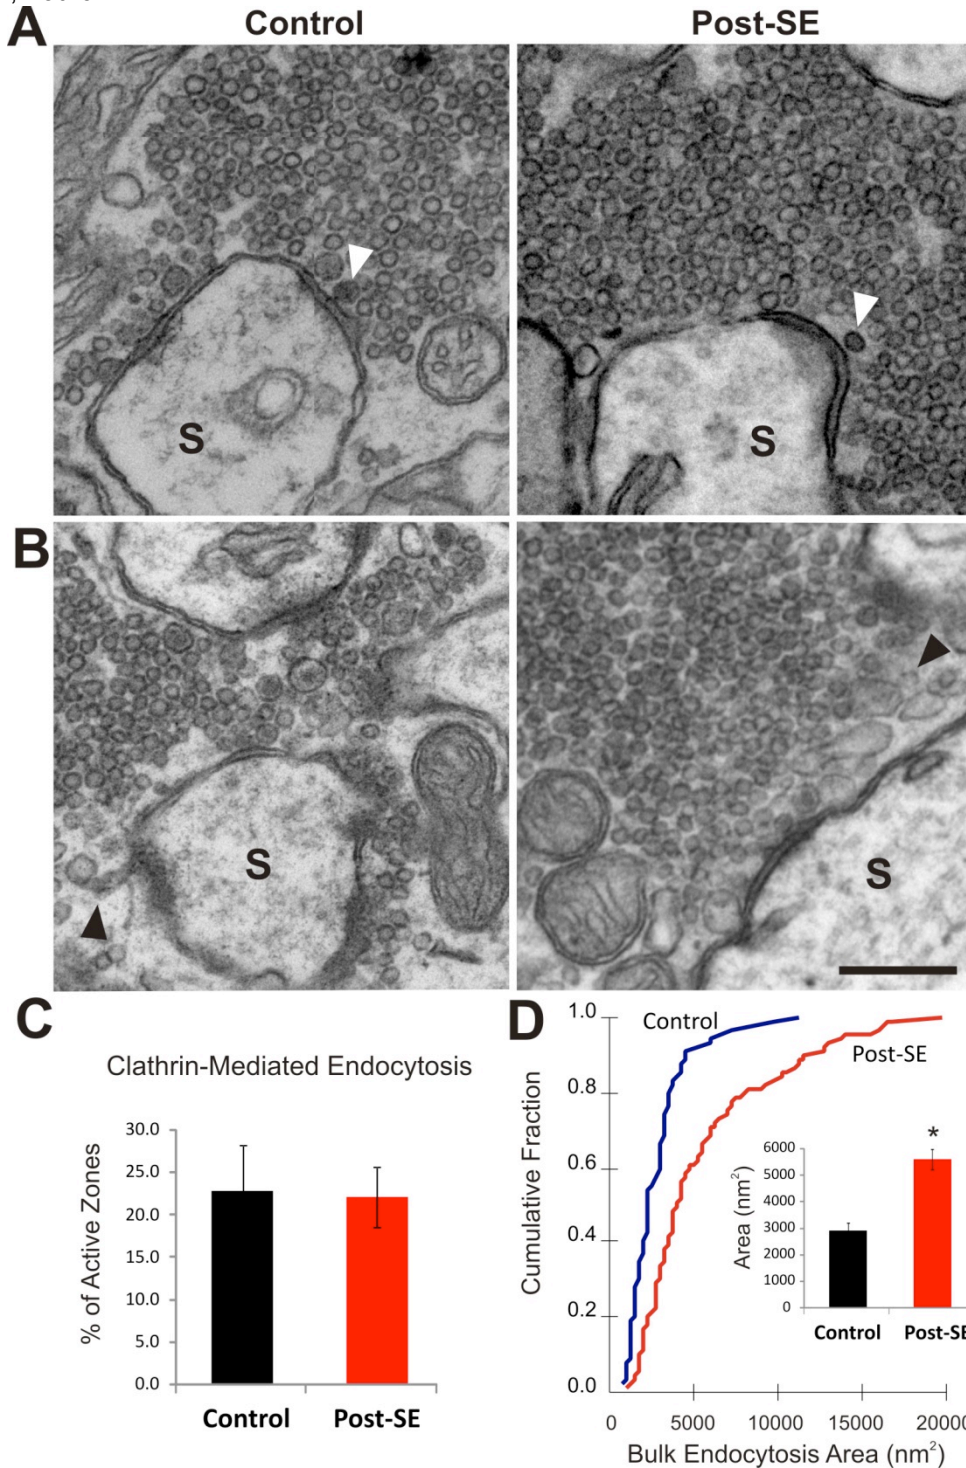 A
Control
Post-SE
S
S
B
S
S
C
Clathrin-Mediated Endocytosis
% of Active Zones
30.0
25.0
20.0
15.0
10.0
5.0
0.0
Control
Post-SE
D
Cumulative Fraction
1.0
0.8
0.6
0.4
0.2
0.0
Control
Post-SE
Area (nm²)
6000
5000
4000
3000
2000
1000
0
*
Control
Post-SE
0
5000
10000
15000
20000
Bulk Endocytosis Area (nm²)